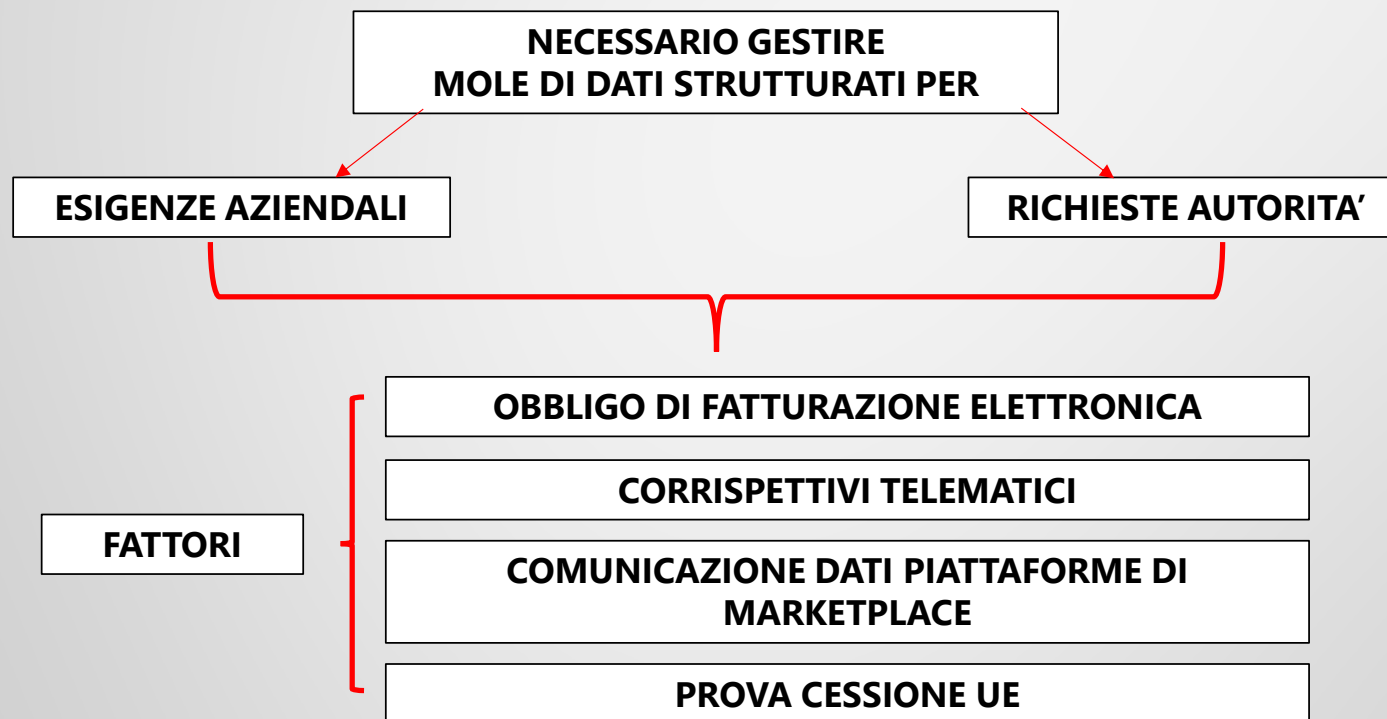 NECESSARIO GESTIRE
MOLE DI DATI STRUTTURATI PER
ESIGENZE AZIENDALI
RICHIESTE AUTORITA’
OBBLIGO DI FATTURAZIONE ELETTRONICA
CORRISPETTIVI TELEMATICI
FATTORI
COMUNICAZIONE DATI PIATTAFORME DI
MARKETPLACE
PROVA CESSIONE UE